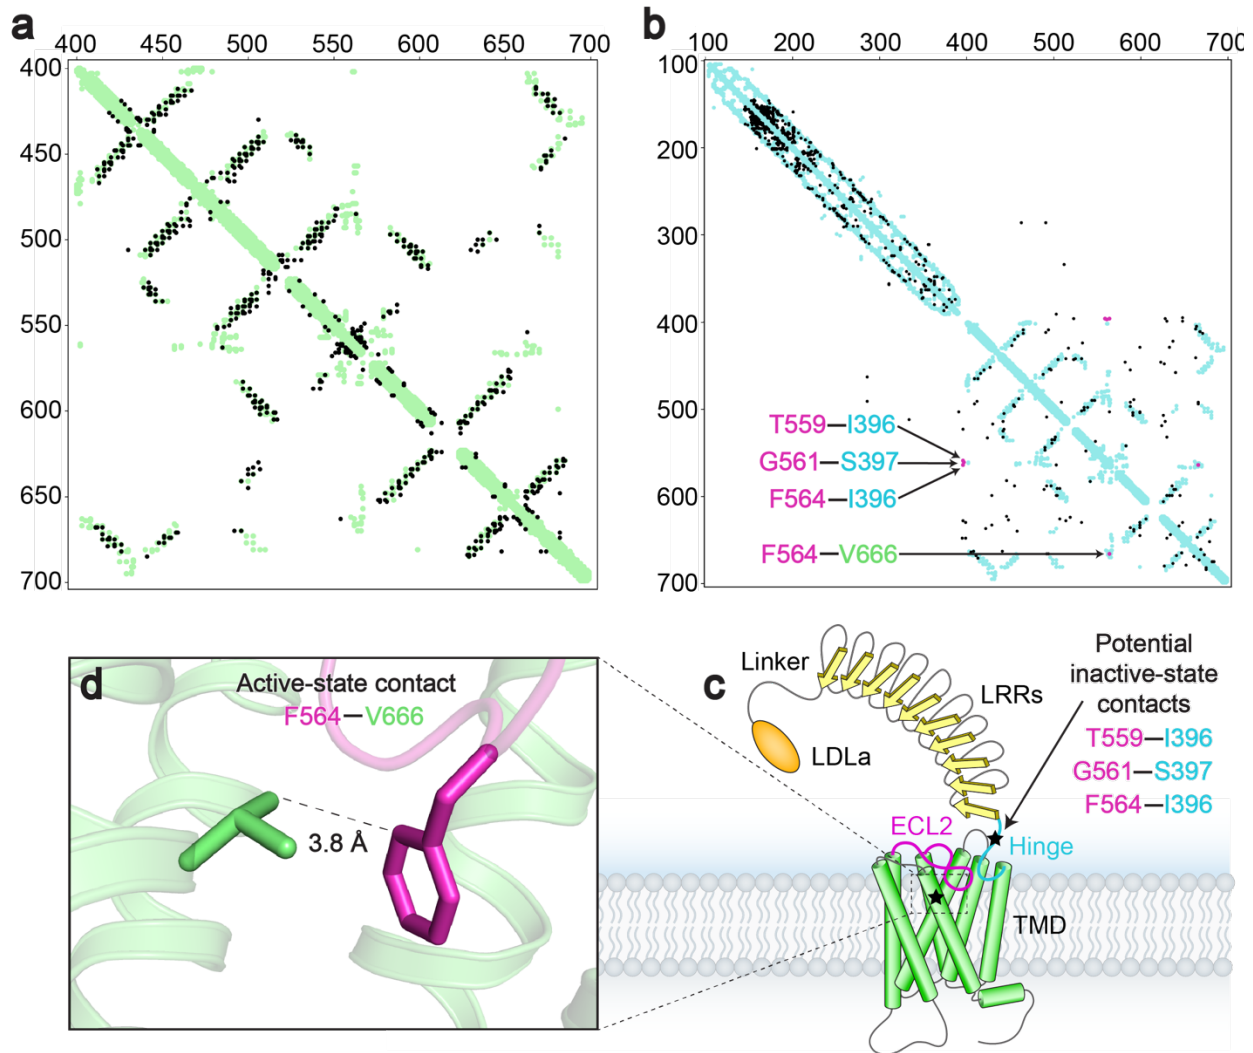 a
400 450 500 550 600 650 700
400
450
500
550
600
650
700
b
100 200 300 400 500 600 700
100
200
300
400
500
600
700
T559—I396
G561—S397
F564—I396
F564—V666
d
Active-state contact
F564—V666
3.8 Å
c
Linker
LRRs
LDLa
Potential
inactive-state
contacts
T559—I396
G561—S397
F564—I396
ECL2
Hinge
TMD